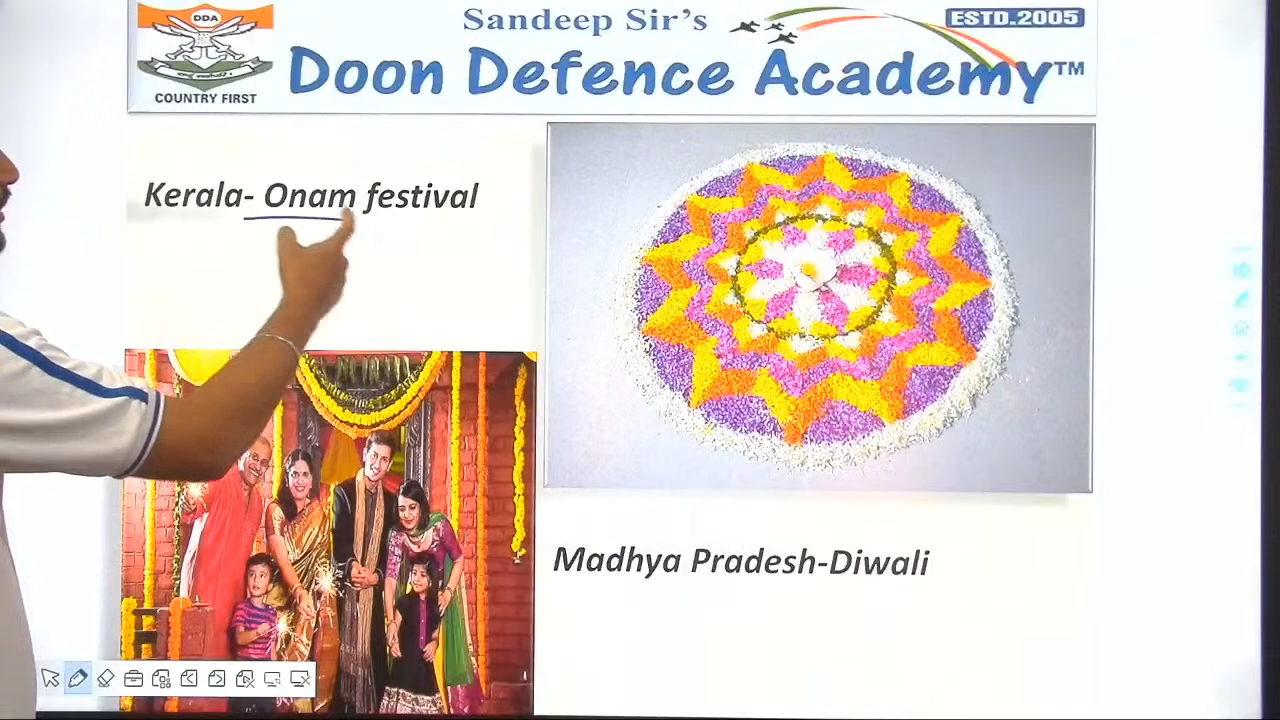 DDA
COUNTRY FIRST
Sandeep Sir's
ESTD.2005
Doon Defence Academy™
Kerala- Onam festival
Madhya Pradesh-Diwali